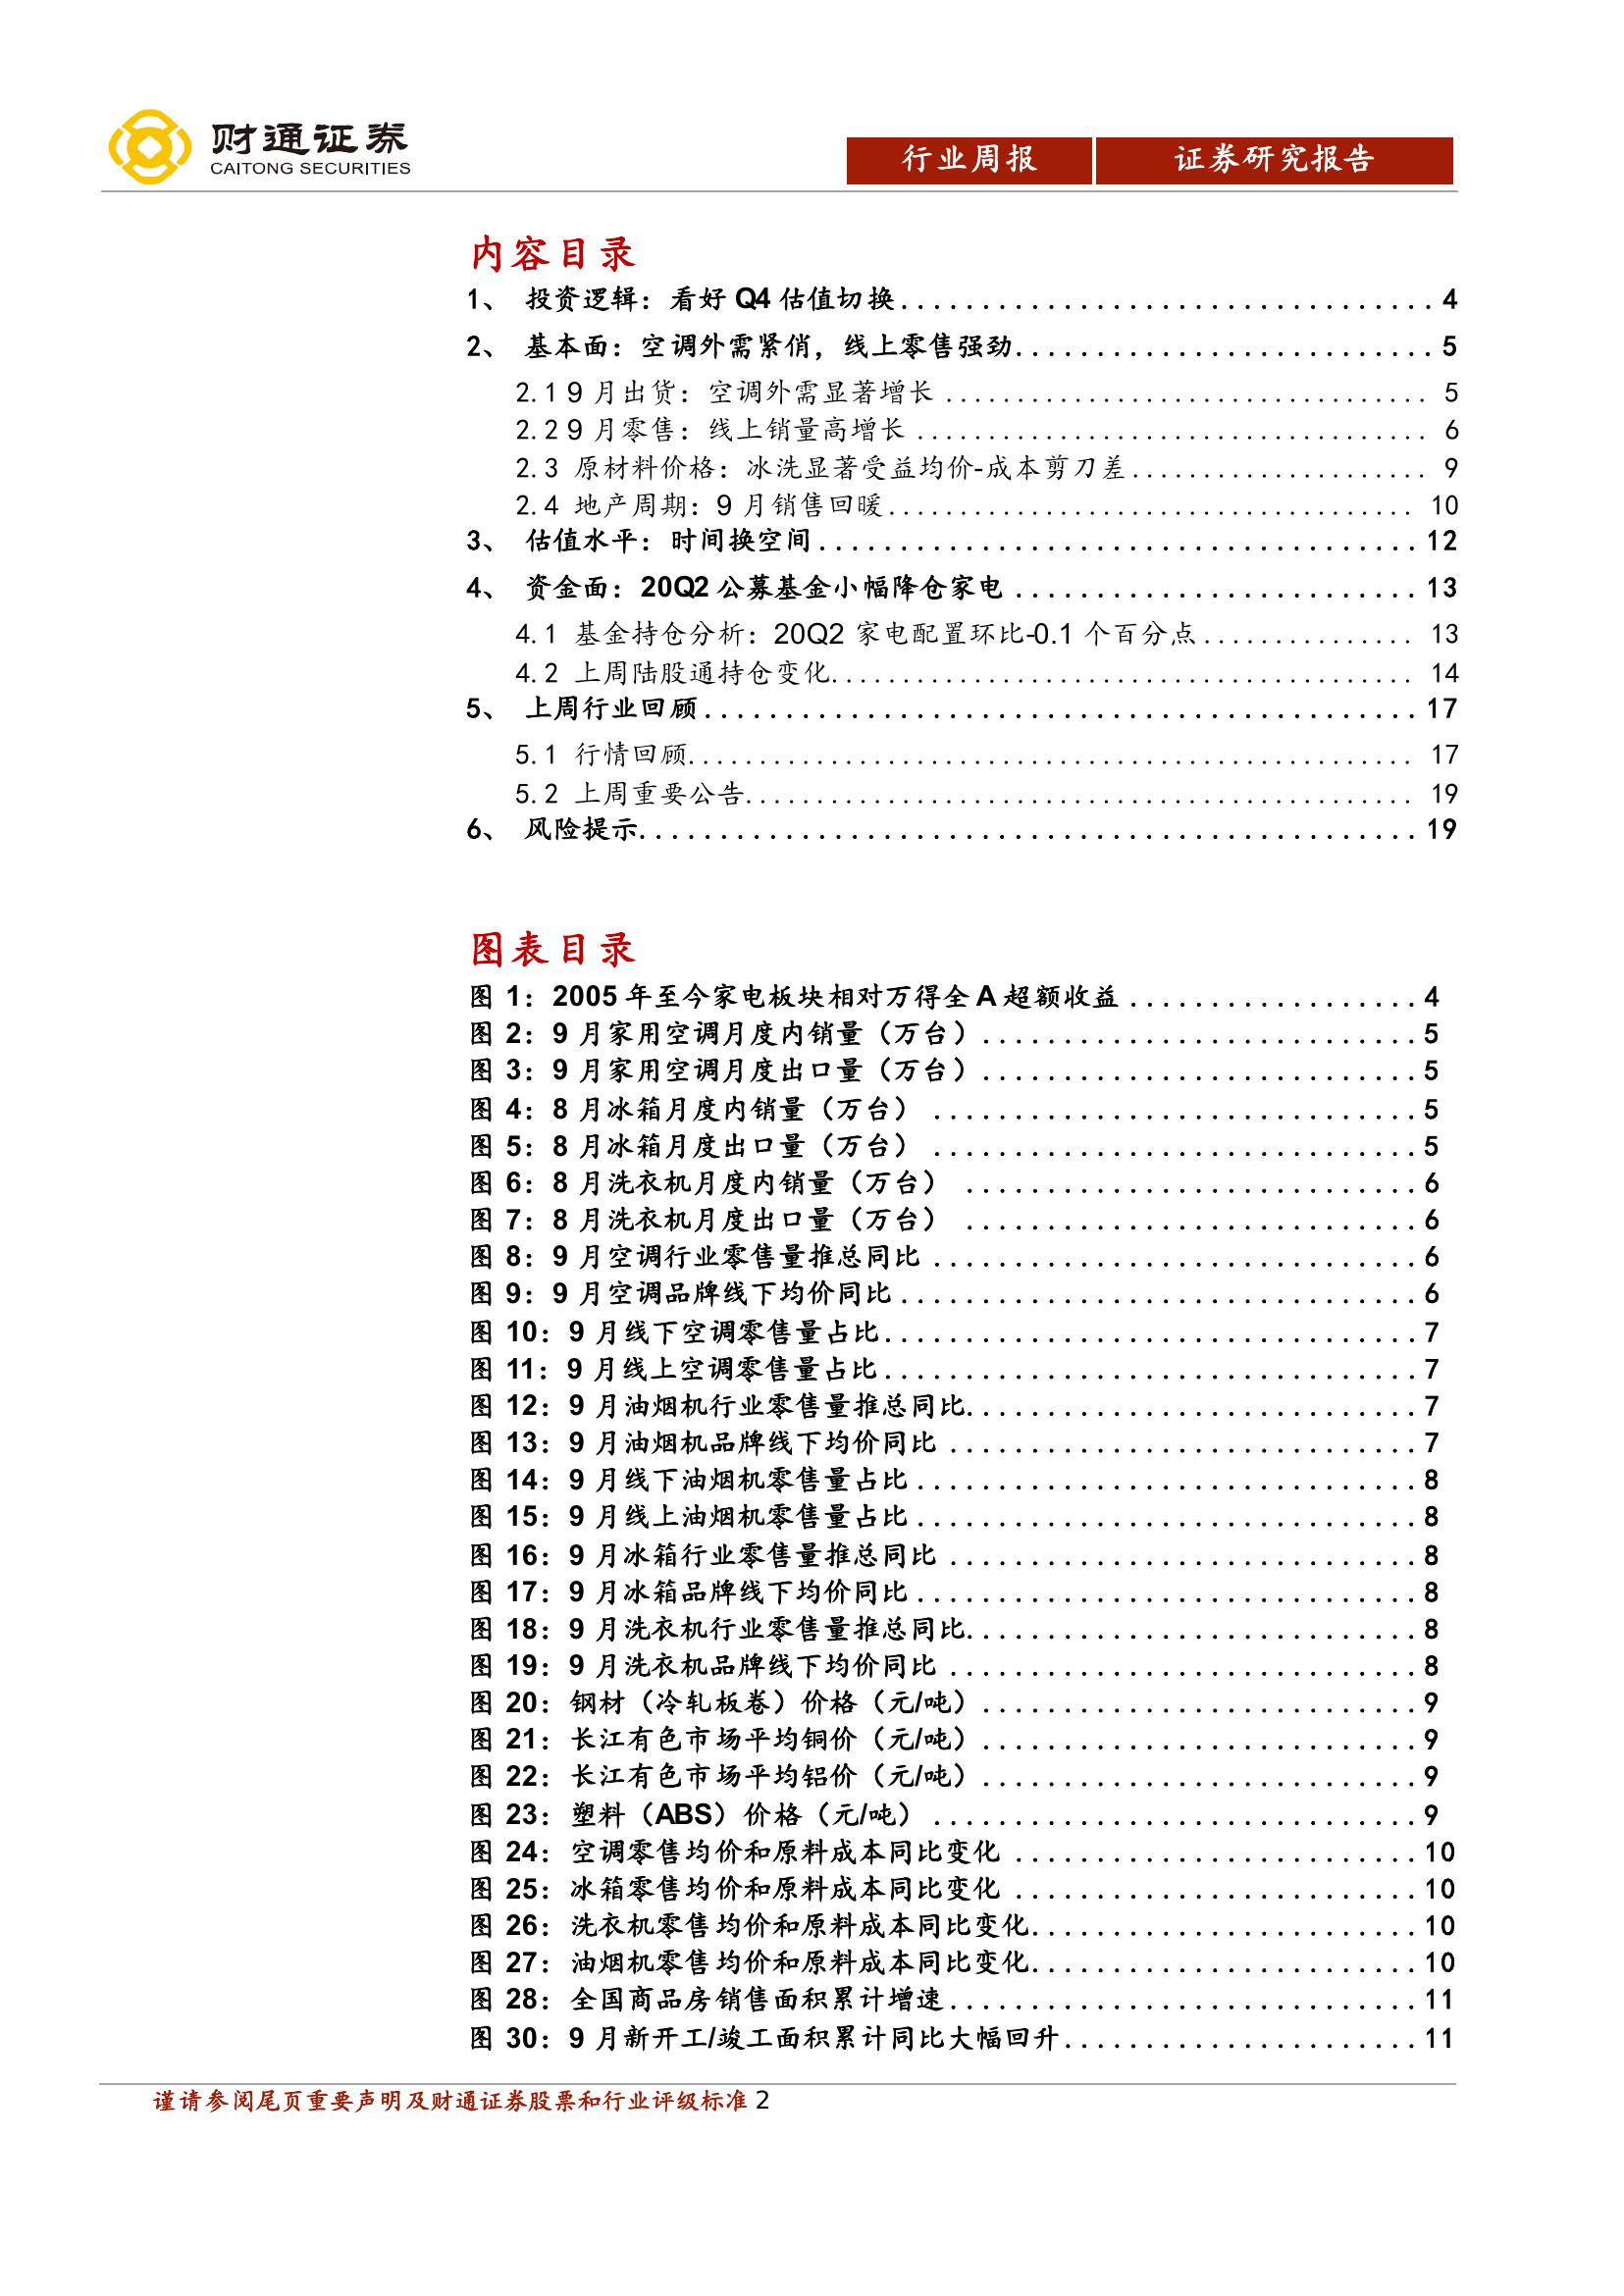 财通证券
CAITONG SECURITIES
行业周报 证券研究报告
内容目录
1、 投资逻辑：看好 Q4 估值切换................................. 4
2、 基本面：空调外需紧俏，线上零售强劲.......................... 5
2.1 9 月出货：空调外需显著增长 .................................. 5
2.2 9 月零售：线上销量高增长 .................................... 6
2.3 原材料价格：冰洗显著受益均价-成本剪刀差..................... 9
2.4 地产周期：9 月销售回暖..................................... 10
3、 估值水平：时间换空间..................................... 12
4、 资金面：20Q2 公募基金小幅降仓家电 ......................... 13
4.1 基金持仓分析：20Q2 家电配置环比-0.1 个百分点............... 13
4.2 上周陆股通持仓变化......................................... 14
5、 上周行业回顾............................................ 17
5.1 行情回顾................................................... 17
5.2 上周重要公告............................................... 19
6、 风险提示................................................ 19
图表目录
图 1：2005 年至今家电板块相对万得全 A 超额收益 .................. 4
图 2：9 月家用空调月度内销量（万台）........................... 5
图 3：9 月家用空调月度出口量（万台）........................... 5
图 4：8 月冰箱月度内销量（万台） .............................. 5
图 5：8 月冰箱月度出口量（万台） .............................. 5
图 6：8 月洗衣机月度内销量（万台） ............................ 6
图 7：8 月洗衣机月度出口量（万台） ............................ 6
图 8：9 月空调行业零售量推总同比 .............................. 6
图 9：9 月空调品牌线下均价同比 ................................ 6
图 10：9 月线下空调零售量占比................................. 7
图 11：9 月线上空调零售量占比................................. 7
图 12：9 月油烟机行业零售量推总同比............................ 7
图 13：9 月油烟机品牌线下均价同比 ............................. 7
图 14：9 月线下油烟机零售量占比 ............................... 8
图 15：9 月线上油烟机零售量占比 ............................... 8
图 16：9 月冰箱行业零售量推总同比 ............................. 8
图 17：9 月冰箱品牌线下均价同比 ............................... 8
图 18：9 月洗衣机行业零售量推总同比............................ 8
图 19：9 月洗衣机品牌线下均价同比 ............................. 8
图 20：钢材（冷轧板卷）价格（元/吨）........................... 9
图 21：长江有色市场平均铜价（元/吨）........................... 9
图 22：长江有色市场平均铝价（元/吨）........................... 9
图 23：塑料（ABS）价格（元/吨） .............................. 9
图 24：空调零售均价和原料成本同比变化 ......................... 10
图 25：冰箱零售均价和原料成本同比变化 ......................... 10
图 26：洗衣机零售均价和原料成本同比变化........................ 10
图 27：油烟机零售均价和原料成本同比变化........................ 10
图 28：全国商品房销售面积累计增速............................. 11
图 30：9 月新开工/竣工面积累计同比大幅回升...................... 11
谨请参阅尾页重要声明及财通证券股票和行业评级标准 2